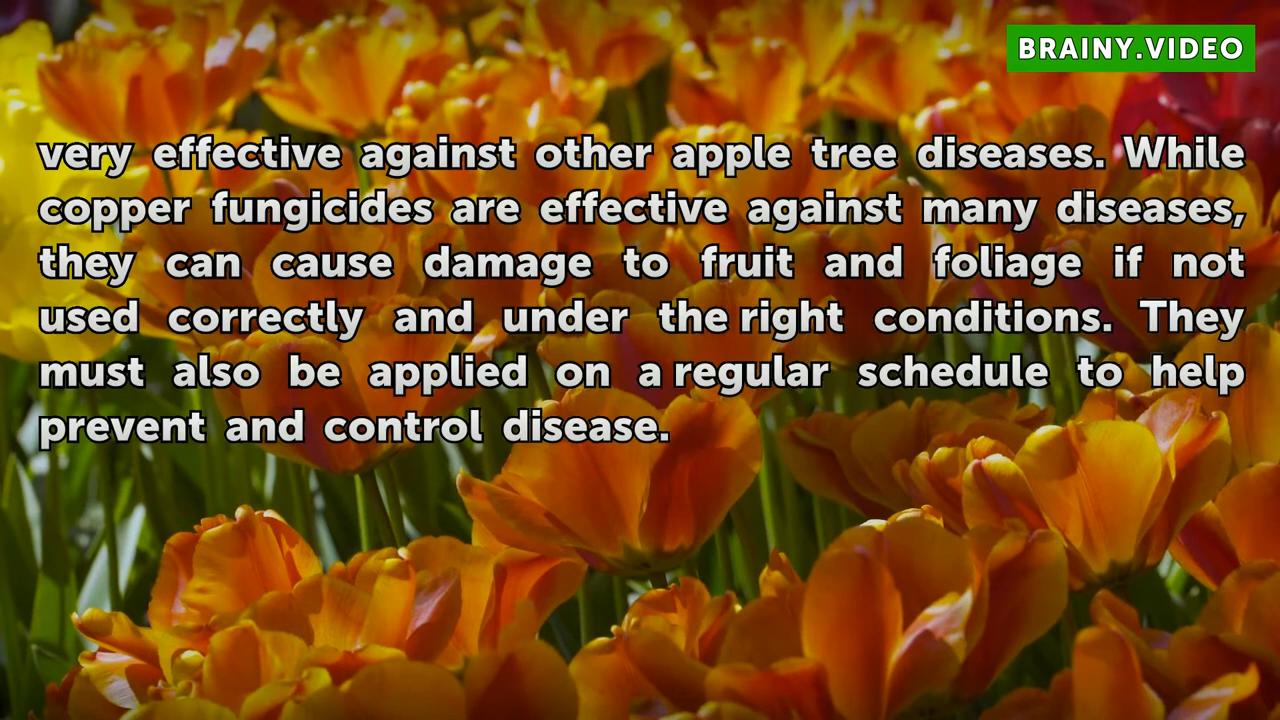 BRAINY.VIDEO
very effective against other apple tree diseases. While
copper fungicides are effective against many diseases,
they can cause damage to fruit and foliage if not
used correctly and under the right conditions. They
must also be applied on a regular schedule to help
prevent and control disease.